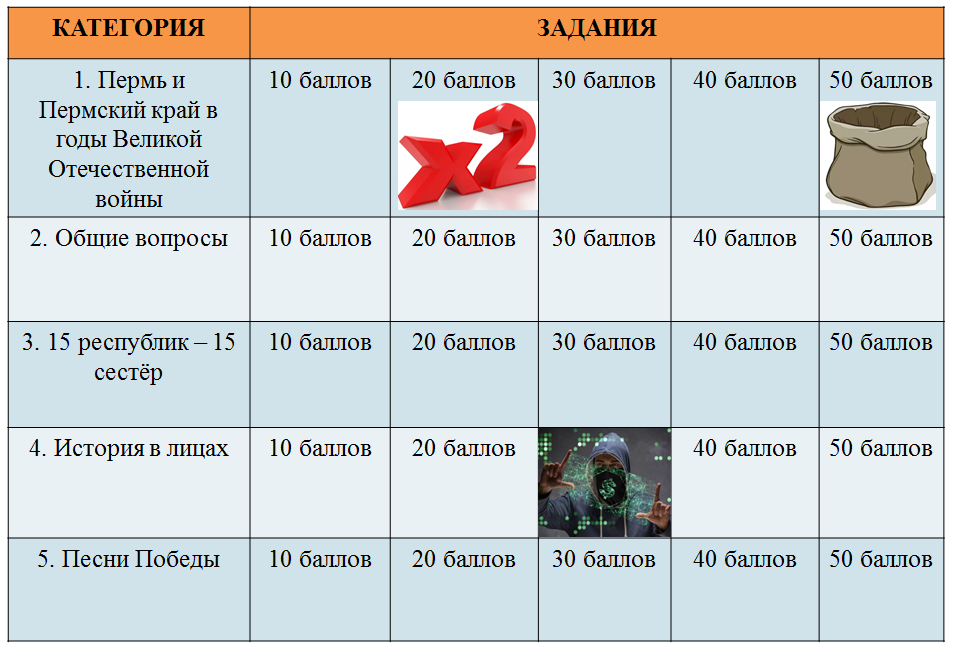 КАТЕГОРИЯ
ЗАДАНИЯ
1. Пермь и
Пермский край в
годы Великой
Отечественной
войны
10 баллов
20 баллов
x2
30 баллов
40 баллов
50 баллов
2. Общие вопросы
10 баллов
20 баллов
30 баллов
40 баллов
50 баллов
3. 15 республик – 15
сестёр
10 баллов
20 баллов
30 баллов
40 баллов
50 баллов
4. История в лицах
10 баллов
20 баллов
40 баллов
50 баллов
5. Песни Победы
10 баллов
20 баллов
30 баллов
40 баллов
50 баллов